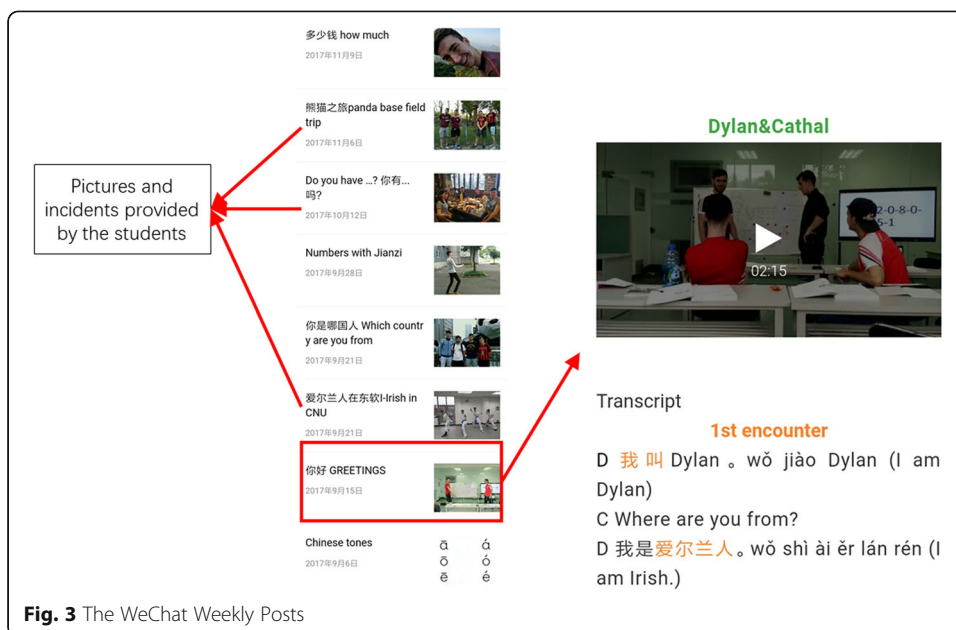 多少钱 how much
2017年11月9日
熊猫之旅panda base field
trip
2017年11月6日
Do you have …? 你有...
吗?
2017年10月12日
Numbers with Jianzi
2017年9月28日
你是哪国人 Which countr
y are you from
2017年9月21日
爱尔兰人在东软I-Irish in
CNU
2017年9月21日
你好 GREETINGS
2017年9月15日
Chinese tones
2017年9月6日
ā á
ō ó
ē é
Pictures and
incidents provided
by the students
Dylan&Cathal
02:15
Transcript
1st encounter
D 我 叫 Dylan 。wǒ jiào Dylan (I am
Dylan)
C Where are you from?
D 我是爱尔兰人。wǒ shì ài ěr lán rén (I
am Irish.)
Fig. 3 The WeChat Weekly Posts